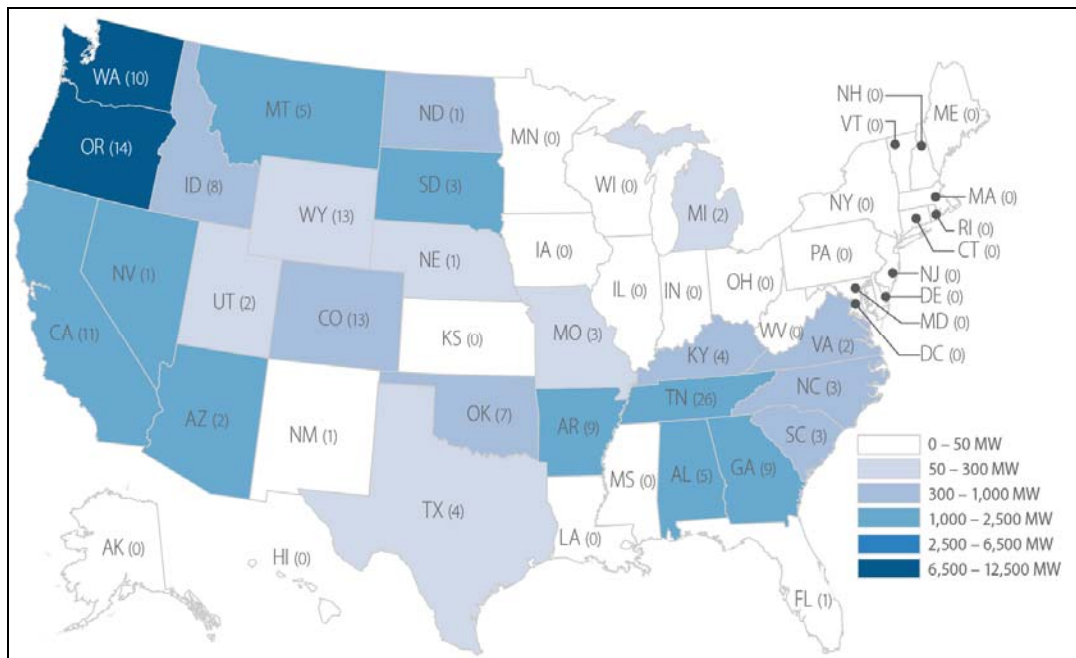 WA (10)
MT (5)
ND (1)
MN (0)
NH (0)
VT (0)
ME (0)
OR (14)
ID (8)
SD (3)
WI (0)
MI (2)
NY (0)
MA (0)
RI (0)
CT (0)
WY (13)
NE (1)
IA (0)
PA (0)
NJ (0)
DE (0)
MD (0)
DC (0)
NV (1)
UT (2)
CO (13)
KS (0)
MO (3)
IL (0)
IN (0)
OH (0)
WV (0)
KY (4)
VA (2)
CA (11)
AZ (2)
NM (1)
OK (7)
AR (9)
TN (26)
NC (3)
SC (3)
TX (4)
LA (0)
MS (0)
AL (5)
GA (9)
FL (1)
AK (0)
HI (0)
0 – 50 MW
50 – 300 MW
300 – 1,000 MW
1,000 – 2,500 MW
2,500 – 6,500 MW
6,500 – 12,500 MW